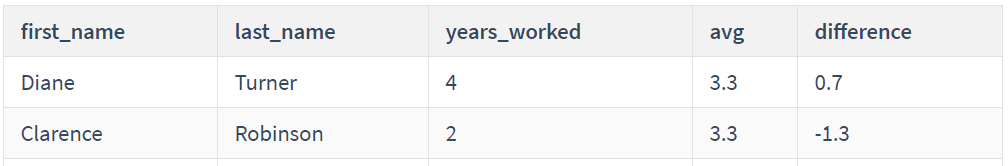 first_name last_name years_worked avg difference
Diane Turner 4 3.3 0.7
Clarence Robinson 2 3.3 -1.3